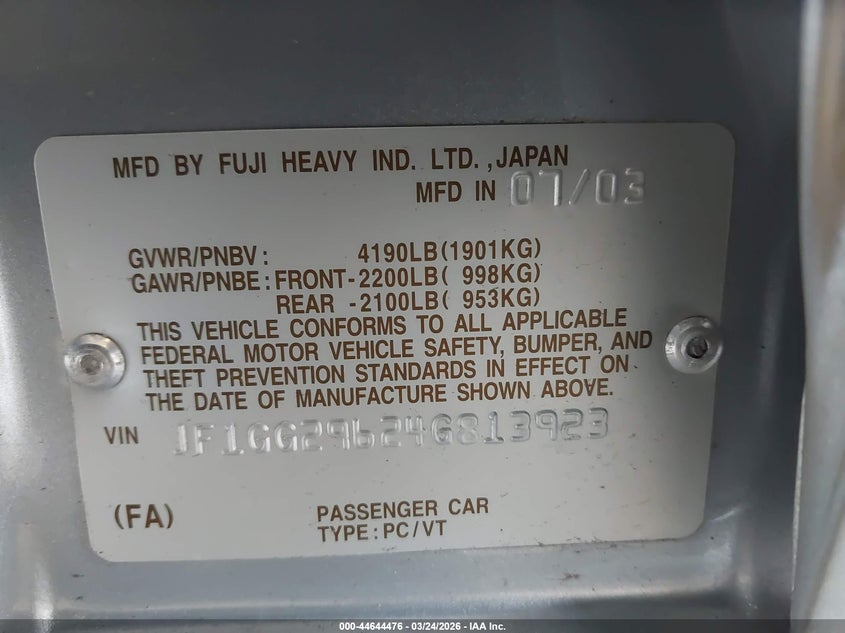 MFD BY FUJI HEAVY IND. LTD., JAPAN
MFD IN 07/03
GVWR/PNBV: 4190LB(1901KG)
GAWR/PNBE: FRONT-2200LB( 998KG)
REAR -2100LB( 953KG)
THIS VEHICLE CONFORMS TO ALL APPLICABLE
FEDERAL MOTOR VEHICLE SAFETY, BUMPER, AND
THEFT PREVENTION STANDARDS IN EFFECT ON
THE DATE OF MANUFACTURE SHOWN ABOVE.
VIN JF1GG29624G813923
(FA) PASSENGER CAR
TYPE: PC/VT
000-44644476 - 03/24/2026 - IAA Inc.